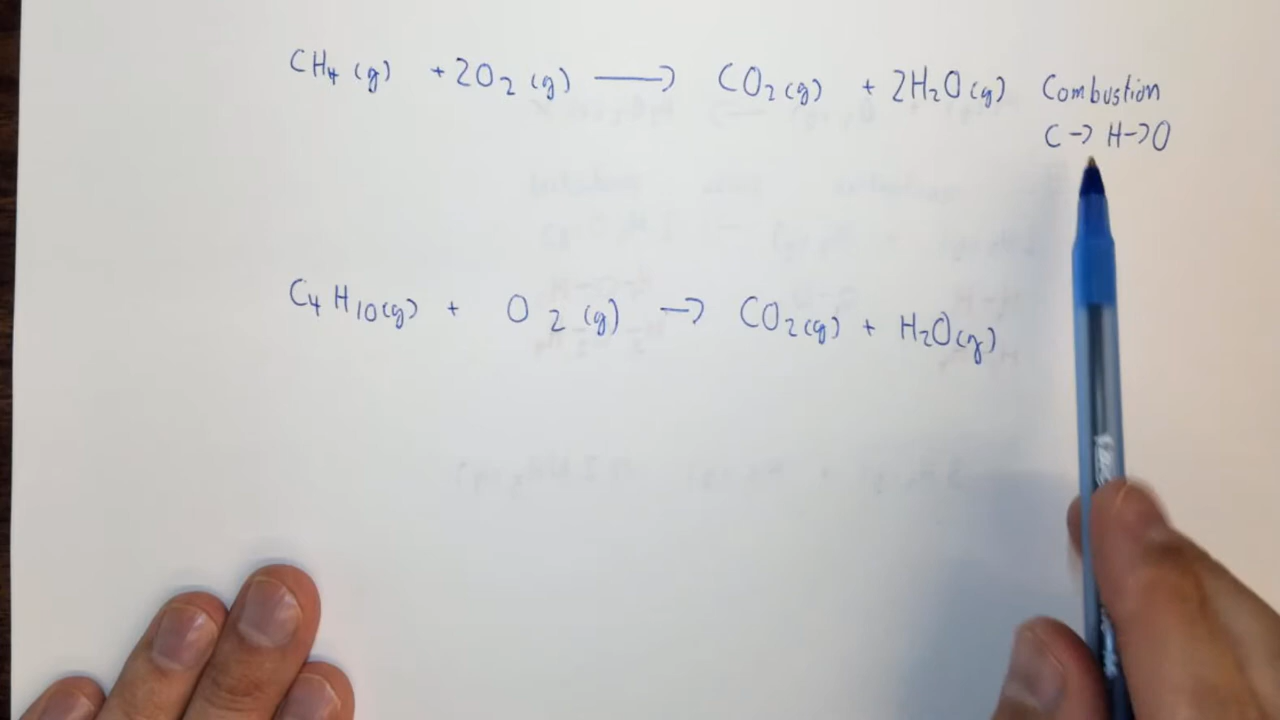 CH₄ (g) + 2O₂ (g) ⟶ CO₂ (g) + 2H₂O (g) Combustion
C → H → O
C₄H₁₀(g) + O₂ (g) → CO₂(g) + H₂O(g)